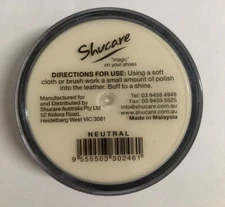 Shucare
"magic"
on your shoes
DIRECTIONS FOR USE: Using a soft
cloth or brush work a small amount of polish
into the leather. Buff to a shine.
Manufactured for
and Distributed by
Shucare Australia Pty Ltd
52 Kolora Road,
Heidelberg West VIC 3081
Tel: 03 9458 4949
Fax: 03 9459 5525
info@shucare.com.au
www.shucare.com.au
Made in Malaysia
NEUTRAL
9 555503 302461